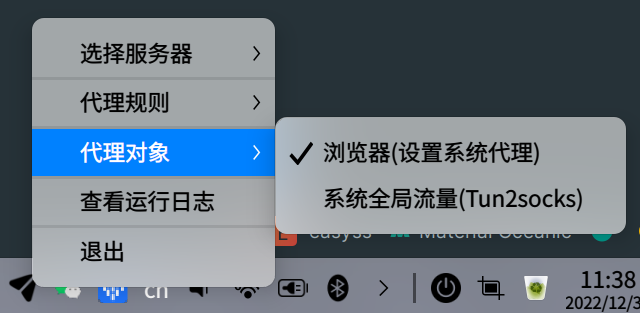 选择服务器
代理规则
代理对象
浏览器(设置系统代理)
系统全局流量(Tun2socks)
查看运行日志
退出
cn
11:38